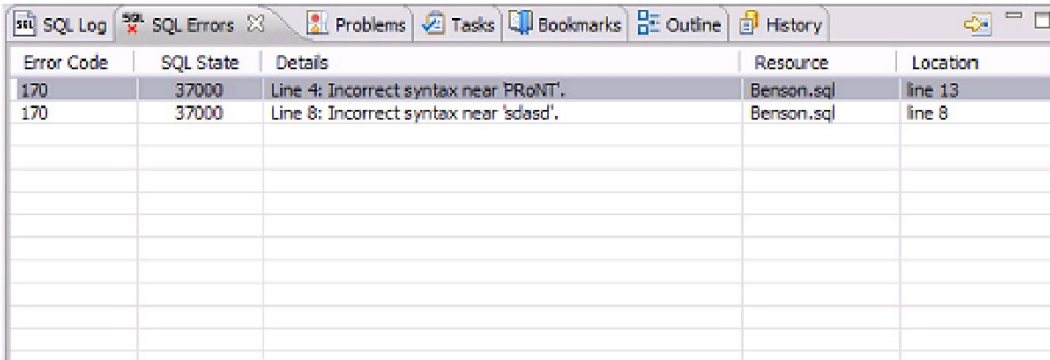 SQL Log SQL Errors Problems Tasks Bookmarks Outline History
Error Code SQL State Details Resource Location
170 37000 Line 4: Incorrect syntax near 'PRoNT'. Benson.sql line 13
170 37000 Line 8: Incorrect syntax near 'sdasd'. Benson.sql line 8